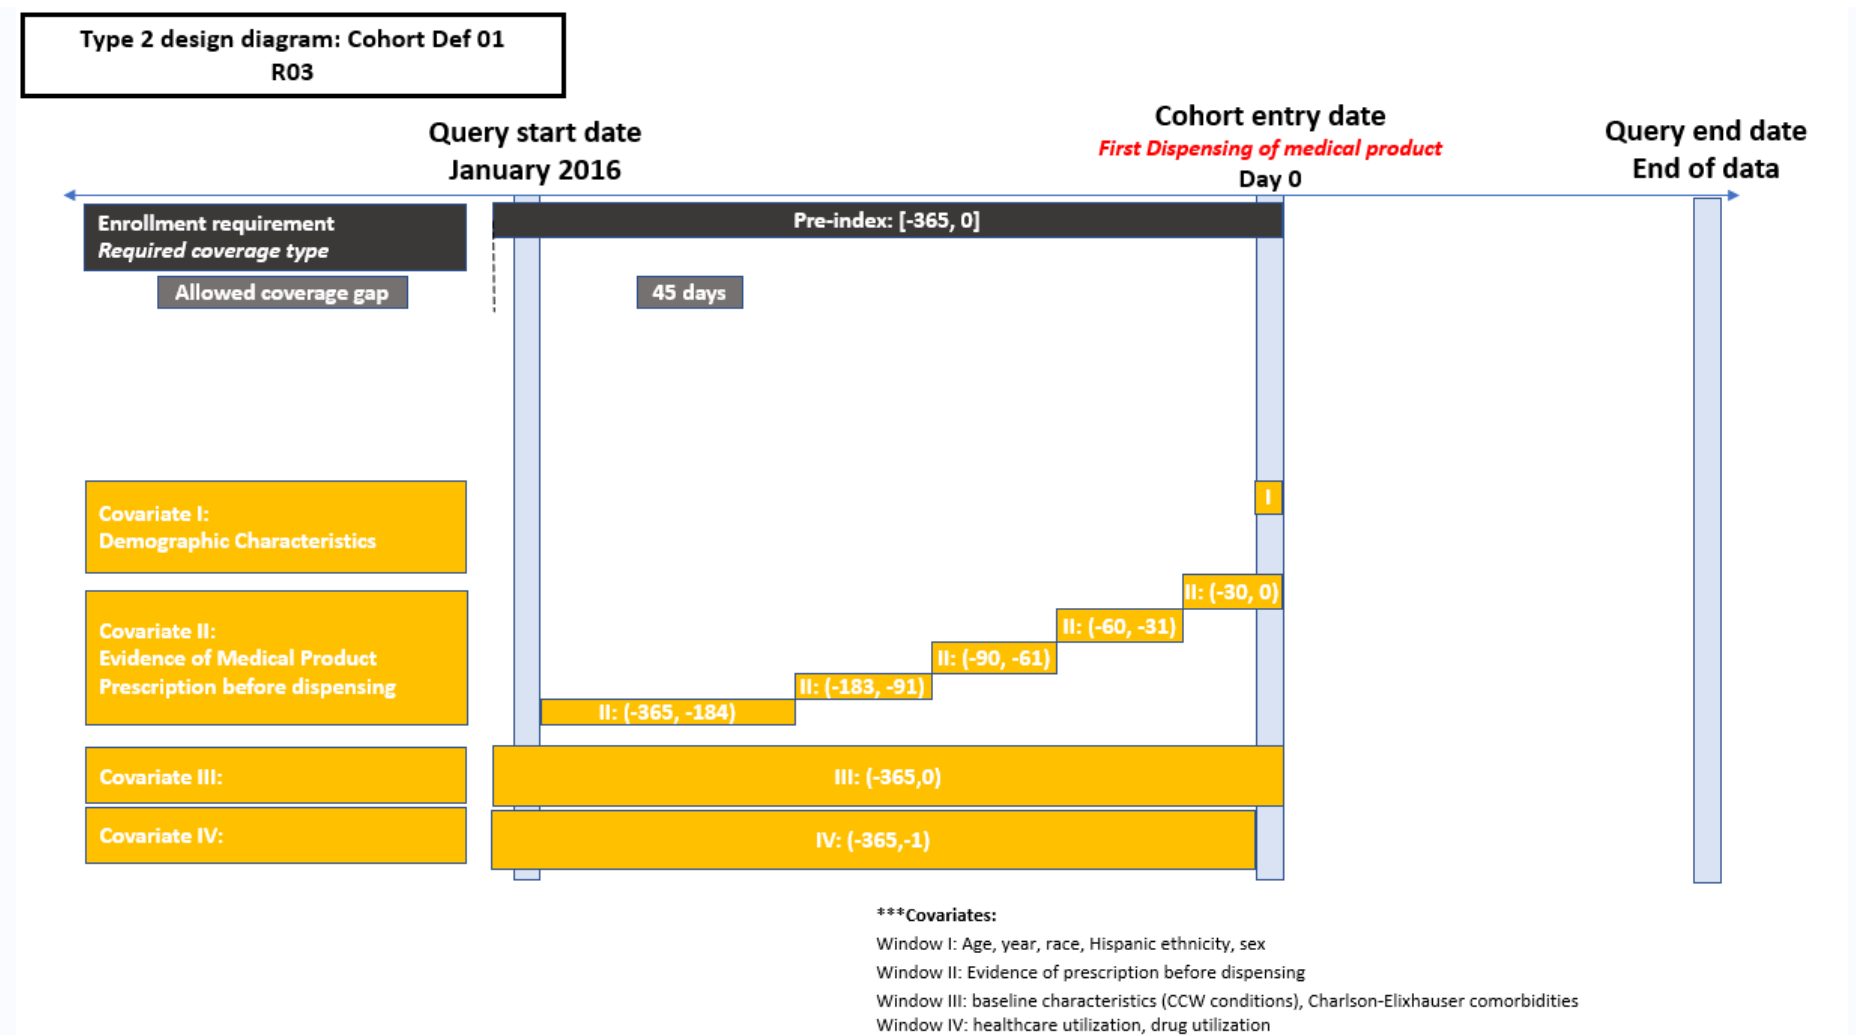 Type 2 design diagram: Cohort Def 01
R03
Query start date
January 2016
Cohort entry date
First Dispensing of medical product
Day 0
Query end date
End of data
Enrollment requirement
Required coverage type
Pre-index: [-365, 0]
Allowed coverage gap
45 days
Covariate I:
Demographic Characteristics
I
Covariate II:
Evidence of Medical Product
Prescription before dispensing
II: (-30, 0)
II: (-60, -31)
II: (-90, -61)
II: (-183, -91)
II: (-365, -184)
Covariate III:
III: (-365,0)
Covariate IV:
IV: (-365,-1)
***Covariates:
Window I: Age, year, race, Hispanic ethnicity, sex
Window II: Evidence of prescription before dispensing
Window III: baseline characteristics (CCW conditions), Charlson-Elixhauser comorbidities
Window IV: healthcare utilization, drug utilization